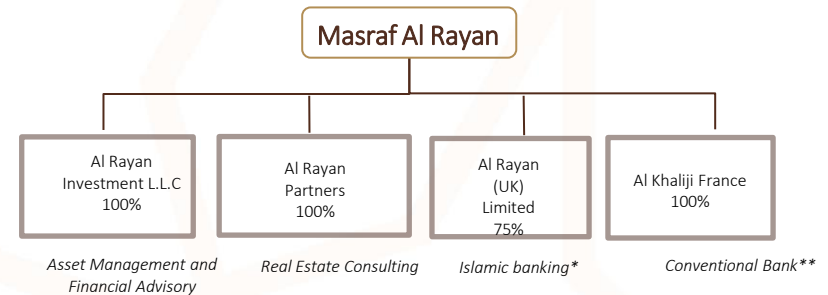 Masraf Al Rayan
Al Rayan
Investment L.L.C
100%
Al Rayan
Partners
100%
Al Rayan
(UK)
Limited
75%
Al Khaliji France
100%
Asset Management and
Financial Advisory
Real Estate Consulting
Islamic banking*
Conventional Bank**